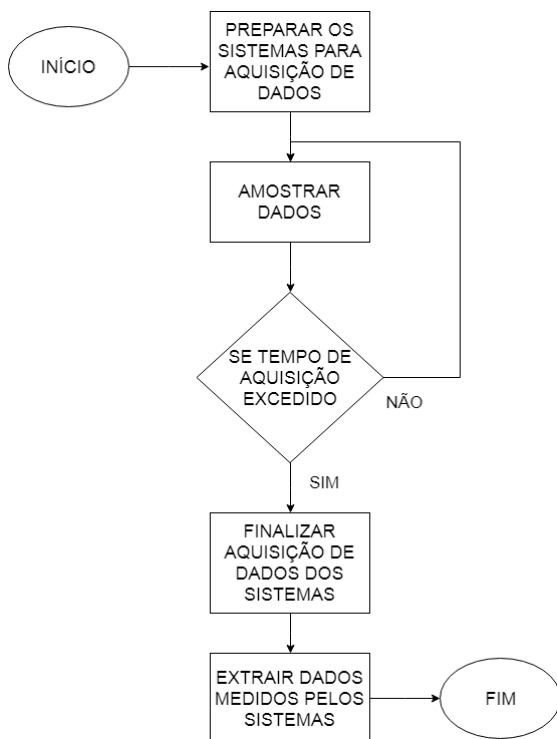 INÍCIO
PREPARAR OS
SISTEMAS PARA
AQUISIÇÃO DE
DADOS
AMOSTRAR
DADOS
SE TEMPO DE
AQUISIÇÃO
EXCEDIDO
NÃO
SIM
FINALIZAR
AQUISIÇÃO DE
DADOS DOS
SISTEMAS
EXTRAIR DADOS
MEDIDOS PELOS
SISTEMAS
FIM